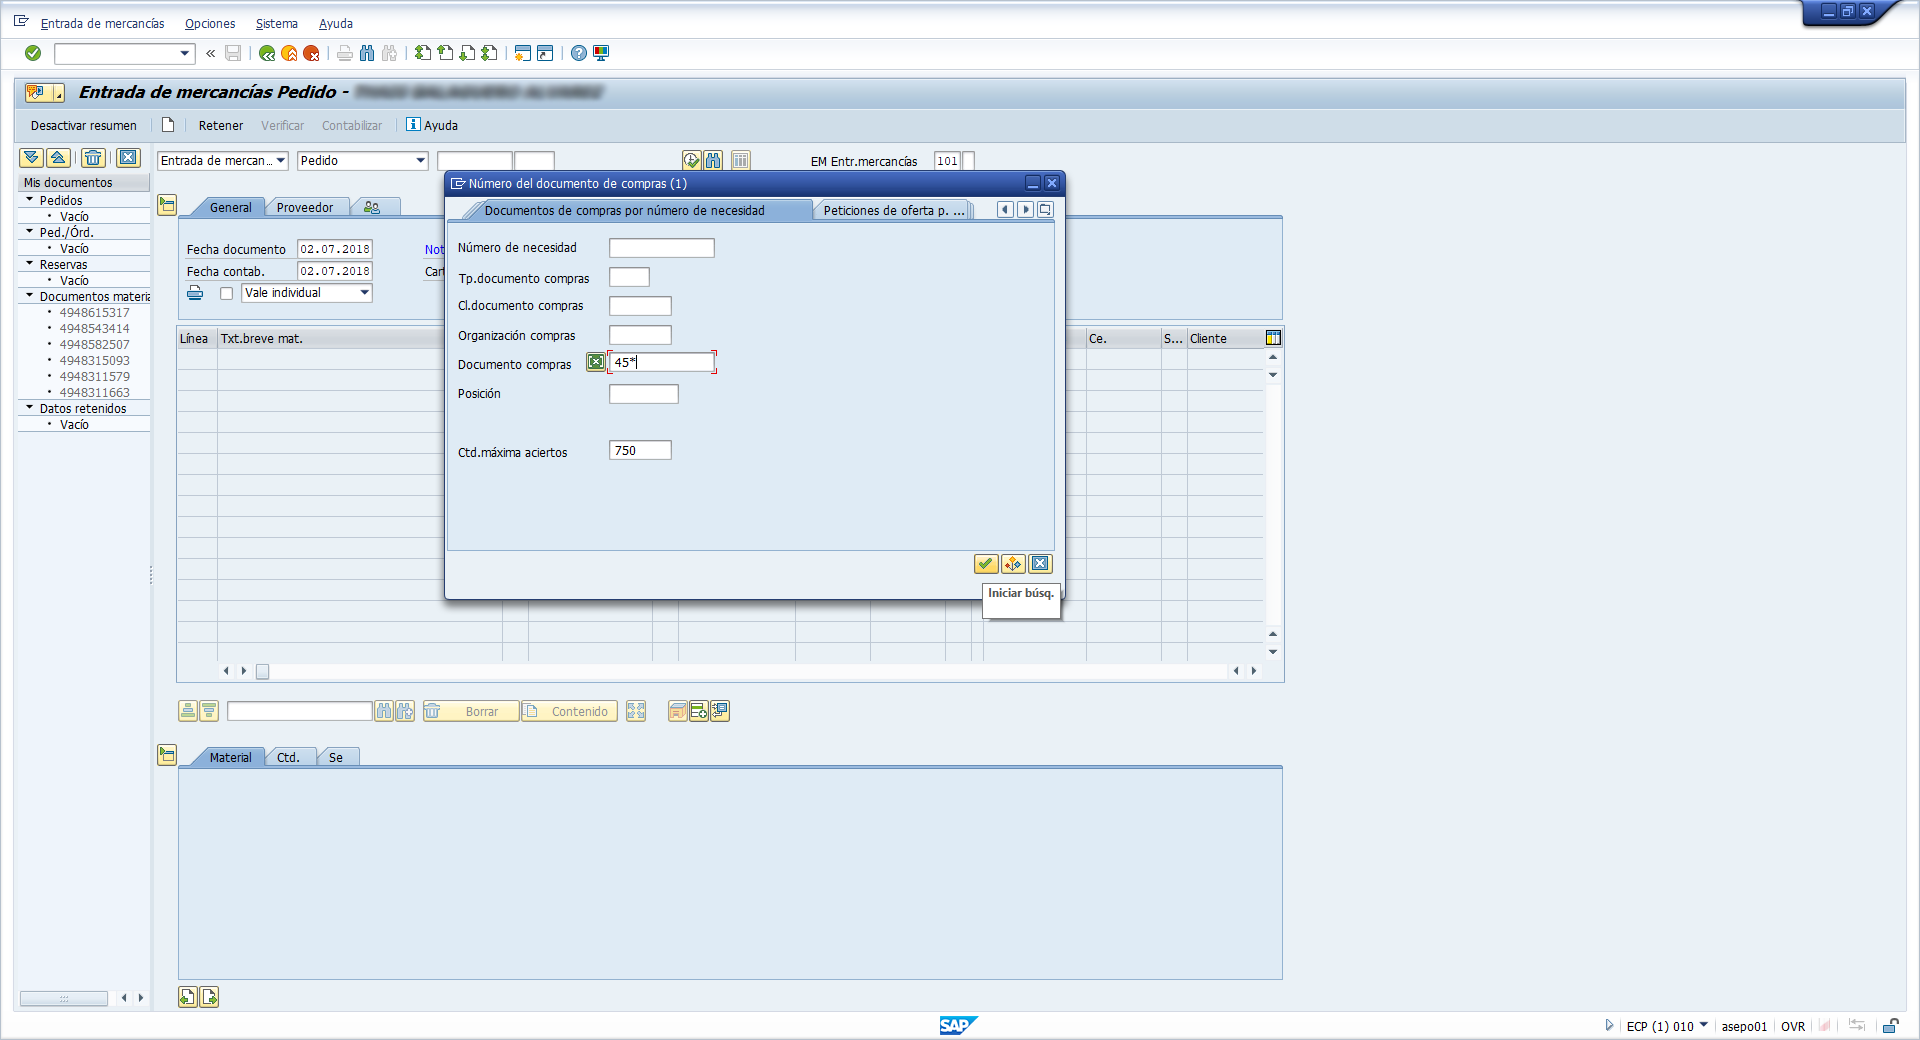 Entrada de mercancías Opciones Sistema Ayuda
Entrada de mercancías Pedido -
Desactivar resumen Retener Verificar Contabilizar Ayuda
Entrada de mercan... Pedido EM Entr.mercancías 101
Mis documentos
Pedidos
Vacío
Ped./Órd.
Vacío
Reservas
Vacío
Documentos materia
4948615317
4948543414
4948582507
4948315093
4948311579
4948311663
Datos retenidos
Vacío
General Proveedor
Fecha documento 02.07.2018 Not
Fecha contab. 02.07.2018 Cart
Vale individual
Línea Txt.breve mat. Ce. S... Cliente
Número del documento de compras (1)
Documentos de compras por número de necesidad Peticiones de oferta p. ...
Número de necesidad
Tp.documento compras
Cl.documento compras
Organización compras
Documento compras 45*
Posición
Ctd.máxima aciertos 750
Iniciar búsq.
Borrar Contenido
Material Ctd. Se
SAP
ECP (1) 010 asepo01 OVR